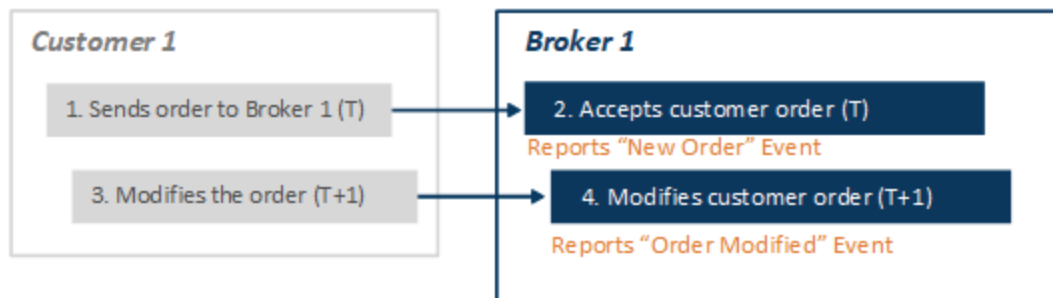 Customer 1
Broker 1
1. Sends order to Broker 1 (T)
2. Accepts customer order (T)
Reports “New Order” Event
3. Modifies the order (T+1)
4. Modifies customer order (T+1)
Reports “Order Modified” Event